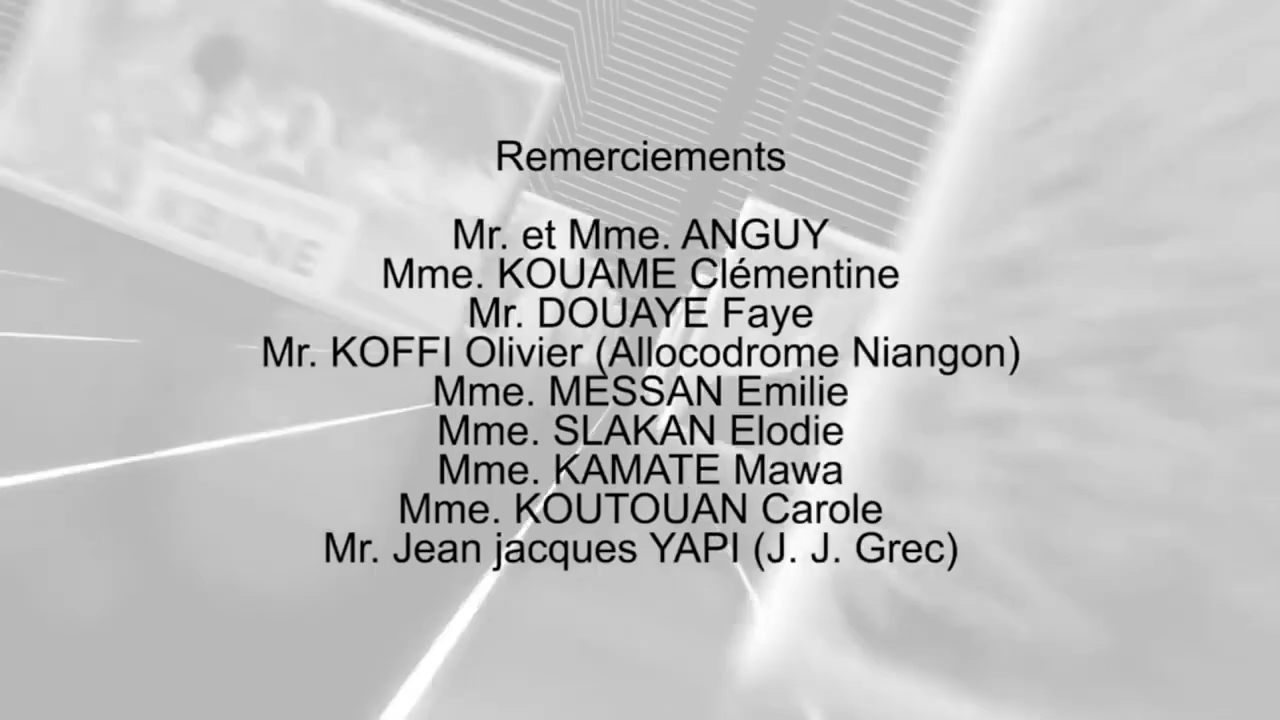 Remerciements
Mr. et Mme. ANGUY
Mme. KOUAME Clémentine
Mr. DOUAYE Faye
Mr. KOFFI Olivier (Allocodrome Niangon)
Mme. MESSAN Emilie
Mme. SLAKAN Elodie
Mme. KAMATE Mawa
Mme. KOUTOUAN Carole
Mr. Jean jacques YAPI (J. J. Grec)